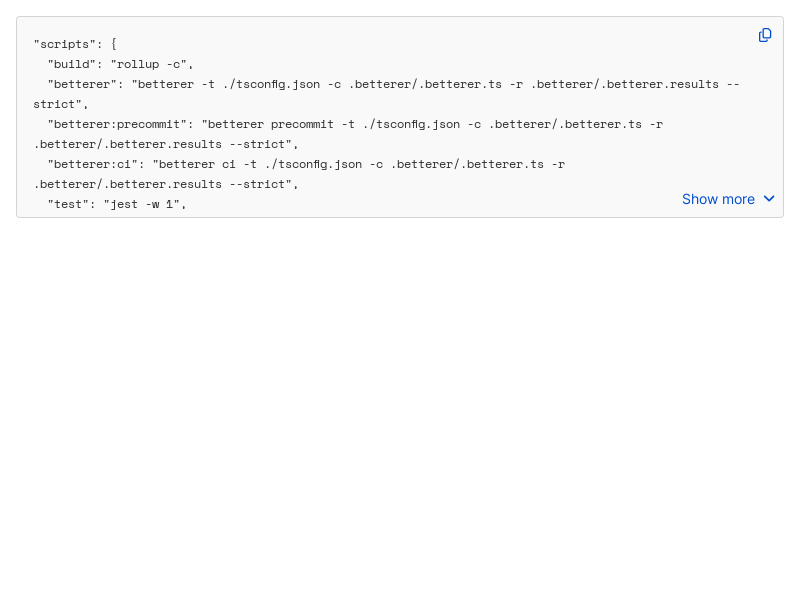 "scripts": {
  "build": "rollup -c",
  "betterer": "betterer -t ./tsconfig.json -c .betterer/.betterer.ts -r .betterer/.betterer.results --
strict",
  "betterer:precommit": "betterer precommit -t ./tsconfig.json -c .betterer/.betterer.ts -r
.betterer/.betterer.results --strict",
  "betterer:ci": "betterer ci -t ./tsconfig.json -c .betterer/.betterer.ts -r
.betterer/.betterer.results --strict",
  "test": "jest -w 1",
Show more